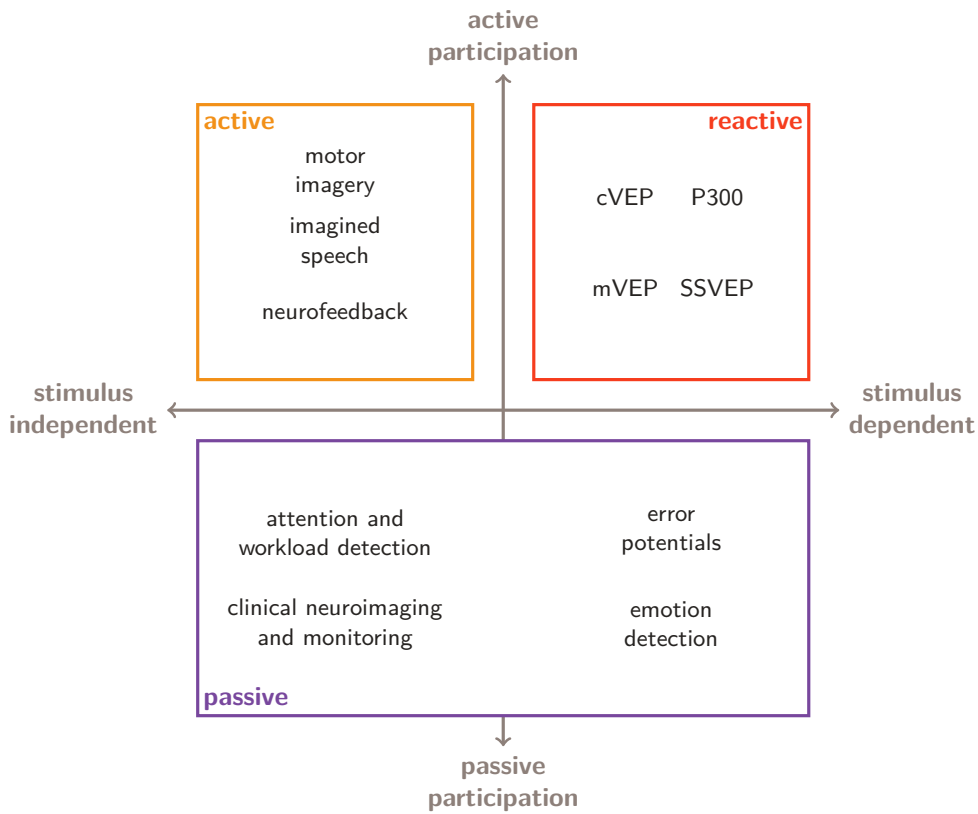 active
participation
active
reactive
motor
imagery
imagined
speech
neurofeedback
cVEP P300
mVEP SSVEP
stimulus
independent
stimulus
dependent
attention and
workload detection
error
potentials
clinical neuroimaging
and monitoring
emotion
detection
passive
passive
participation